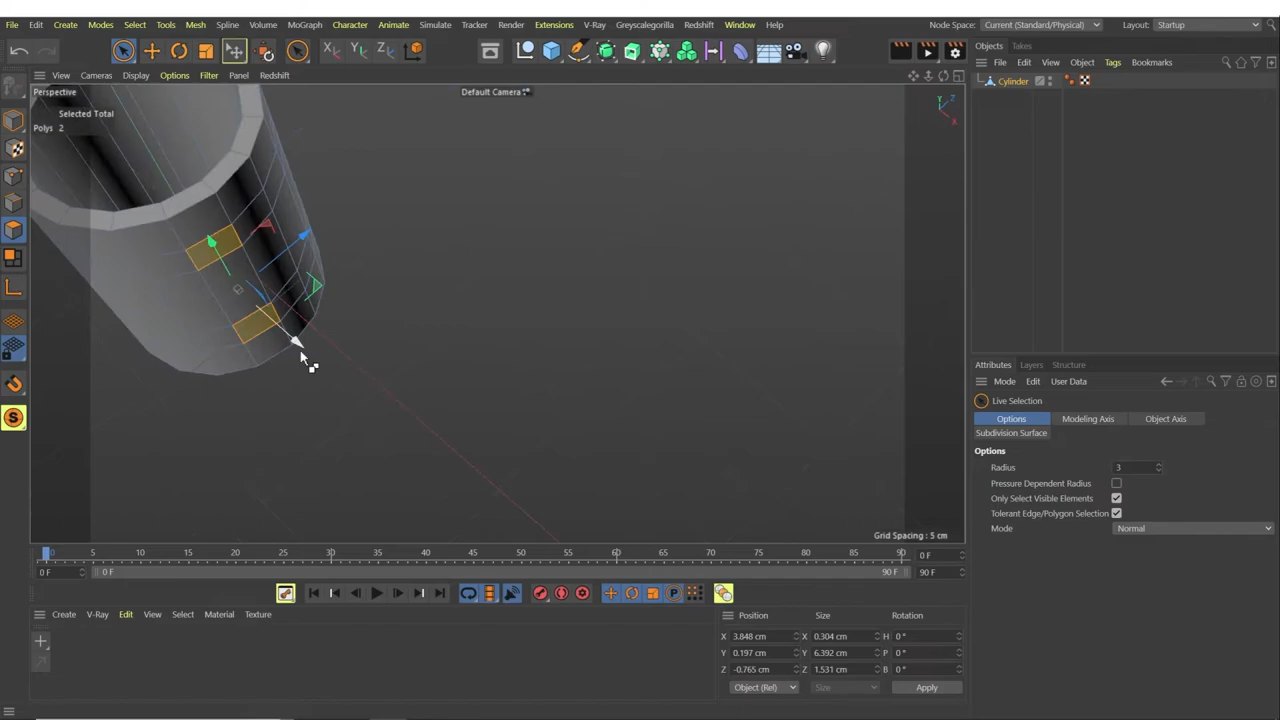 File Edit Create Modes Select Tools Mesh Spline Volume MoGraph Character Animate Simulate Tracker Render Extensions V-Ray Greyscalegorilla Redshift Window Help Node Space: Current (Standard/Physical) Layout: Startup
X Y Z
Objects Takes
File Edit View Object Tags Bookmarks
View Cameras Display Options Filter Panel Redshift
Cylinder
Perspective Default Camera
Y Z X
Selected Total
Polys 2
Attributes Layers Structure
Mode Edit User Data
Live Selection
Options Modeling Axis Object Axis
Subdivision Surface
Options
Radius 3
Pressure Dependent Radius
Only Select Visible Elements
Tolerant Edge/Polygon Selection
Mode Normal
S
Grid Spacing : 5 cm
0 5 10 15 20 25 30 35 40 45 50 55 60 65 70 75 80 85 90 0 F
0 F 0 F 90 F 90 F
P
Create V-Ray Edit View Select Material Texture
Position Size Rotation
X 3.848 cm X 0.304 cm H 0 °
Y 0.197 cm Y 6.392 cm P 0 °
Z -0.765 cm Z 1.531 cm B 0 °
Object (Rel) Size Apply